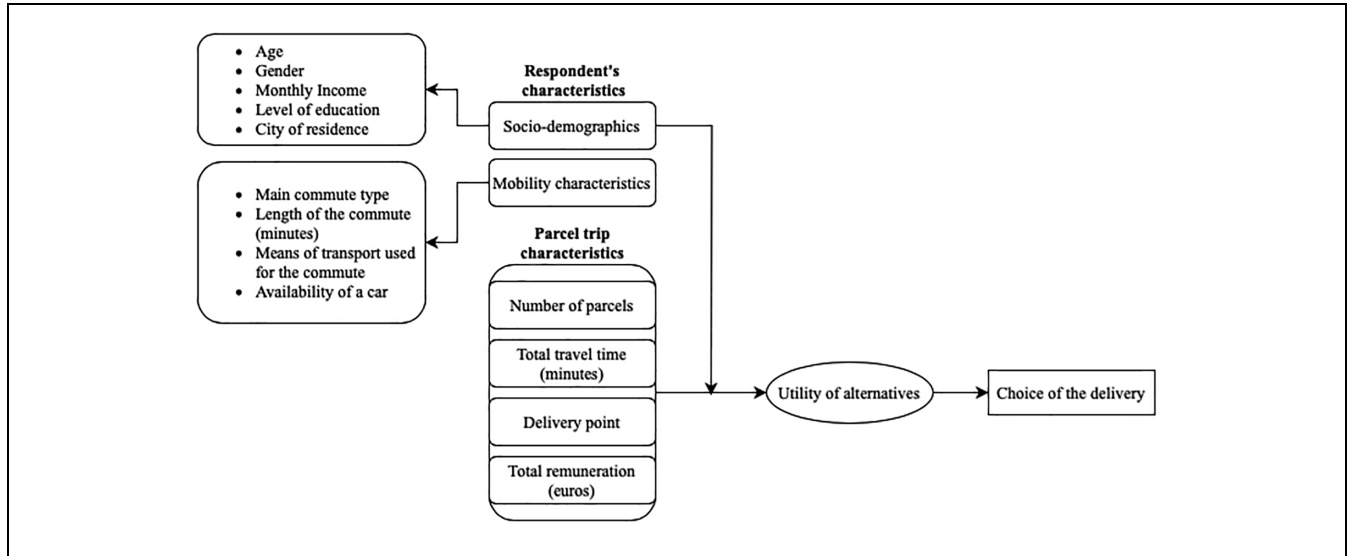 • Age
• Gender
• Monthly Income
• Level of education
• City of residence
• Main commute type
• Length of the commute
(minutes)
• Means of transport used
for the commute
• Availability of a car
Respondent's
characteristics
Socio-demographics
Mobility characteristics
Parcel trip
characteristics
Number of parcels
Total travel time
(minutes)
Delivery point
Total remuneration
(euros)
Utility of alternatives
Choice of the delivery